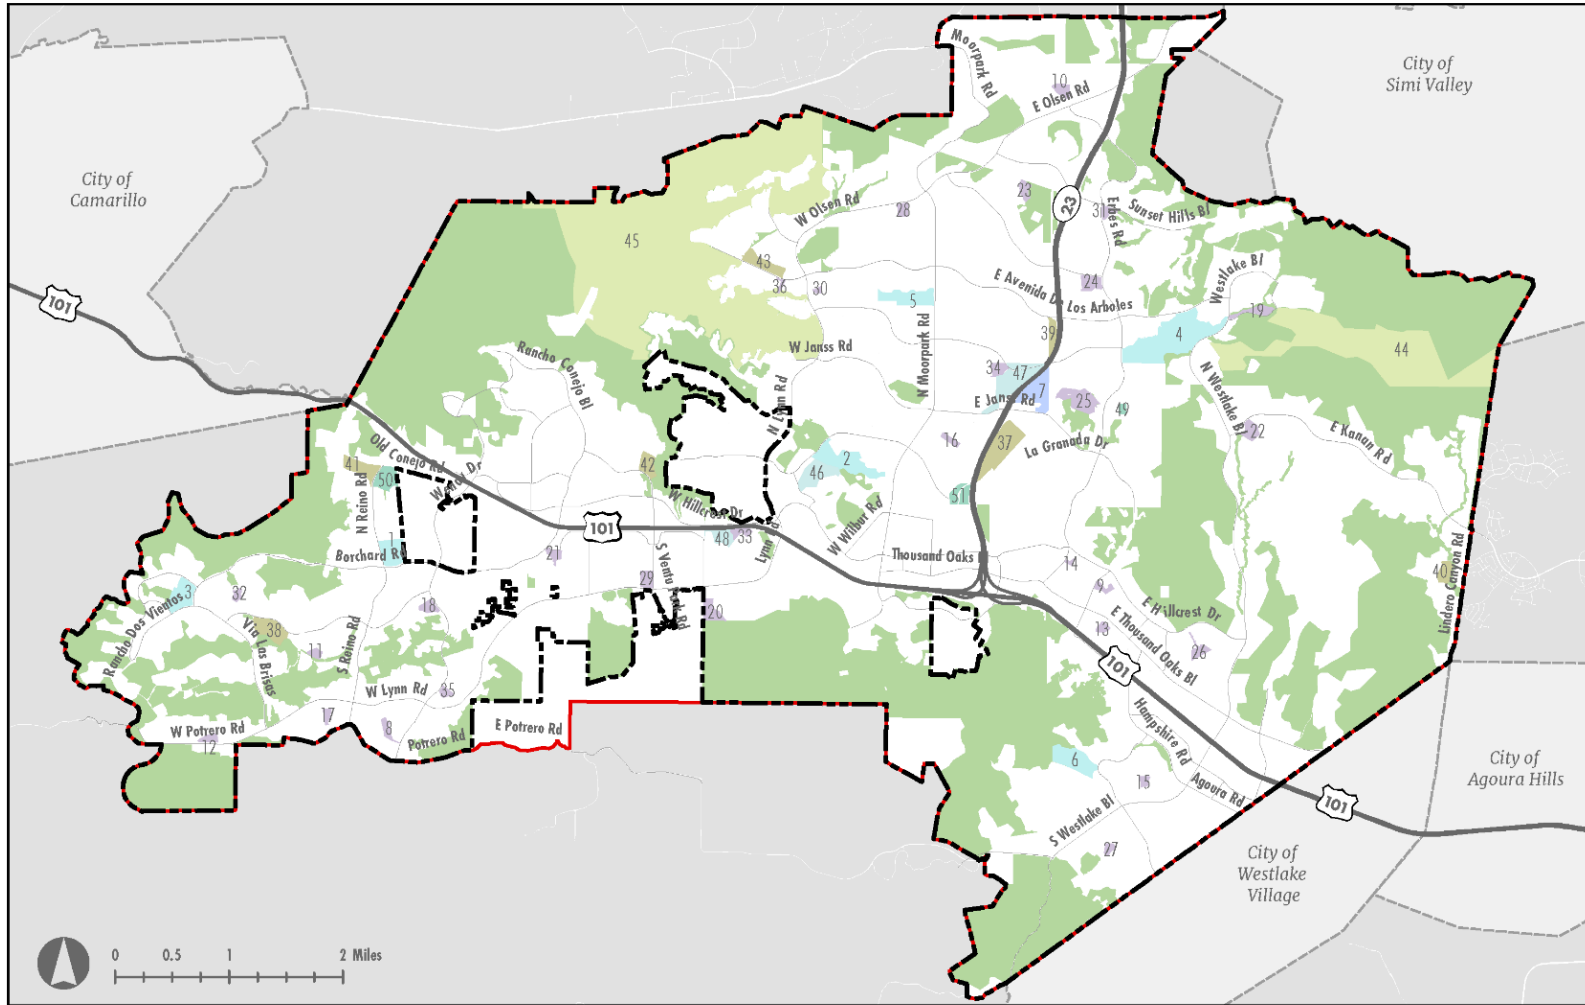 City of
Simi Valley
Moorpark Rd
10
E Olsen Rd
City of
Camarillo
23
23
31
Sunset Hills Bl
Erbes Rd
W Olsen Rd
28
45
43
36
30
5
E Avenida De Los Arboles
24
Westlake Bl
19
4
44
101
N Moorpark Rd
39
W Janss Rd
Rancho Conejo Bl
34
47
7
E Janss Rd
25
49
N Lynn Rd
N Westlake Bl
22
E Kanan Rd
16
37
La Granada Dr
Old Conejo Rd
41
50
Wendy Dr
42
46
2
51
N Reino Rd
W Hillcrest Dr
101
48
33
Lynn Rd
W Wilbur Rd
Thousand Oaks
1
Borchard Rd
21
S Ventu Park Rd
29
14
9
E Hillcrest Dr
40
Lindero Canyon Rd
3
32
Rancho Dos Vientos
18
20
38
Via Las Brisas
11
S Reino Rd
13
E Thousand Oaks Bl
26
101
W Lynn Rd
35
17
8
W Potrero Rd
12
Potrero Rd
E Potrero Rd
Hampshire Rd
6
15
Agoura Rd
City of
Agoura Hills
101
S Westlake Bl
27
City of
Westlake
Village
0 0.5 1 2 Miles